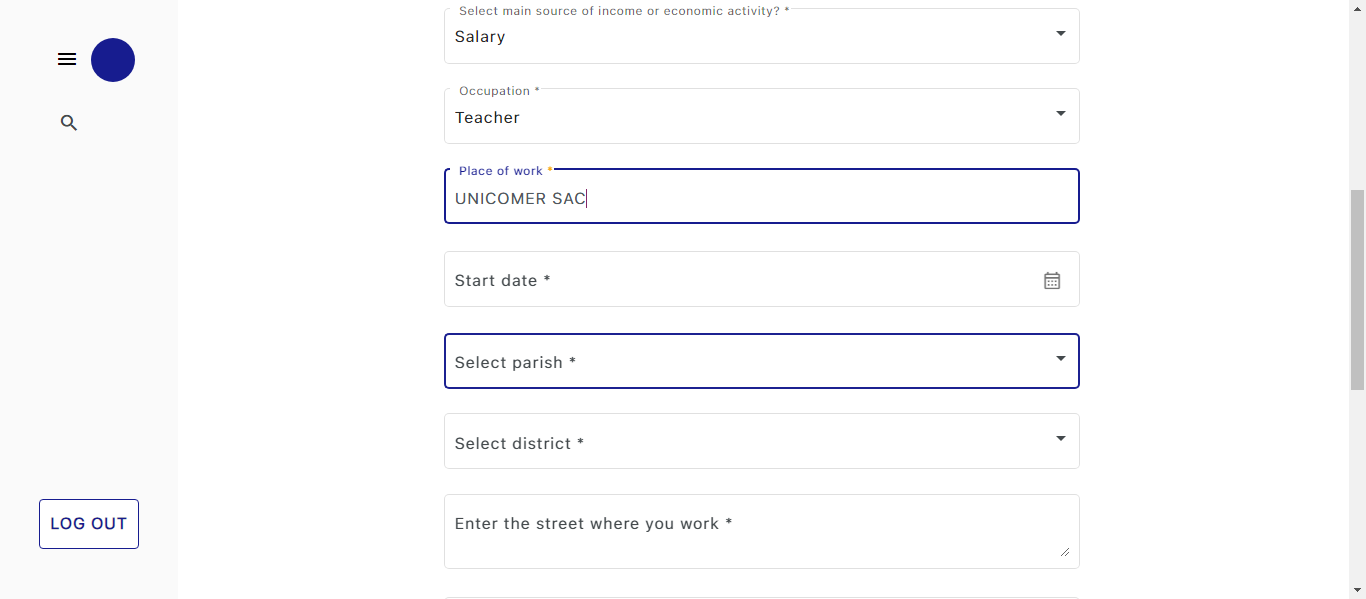 Select main source of income or economic activity? *
Salary
Occupation *
Teacher
Place of work *
UNICOMER SAC
Start date *
Select parish *
Select district *
Enter the street where you work *
LOG OUT